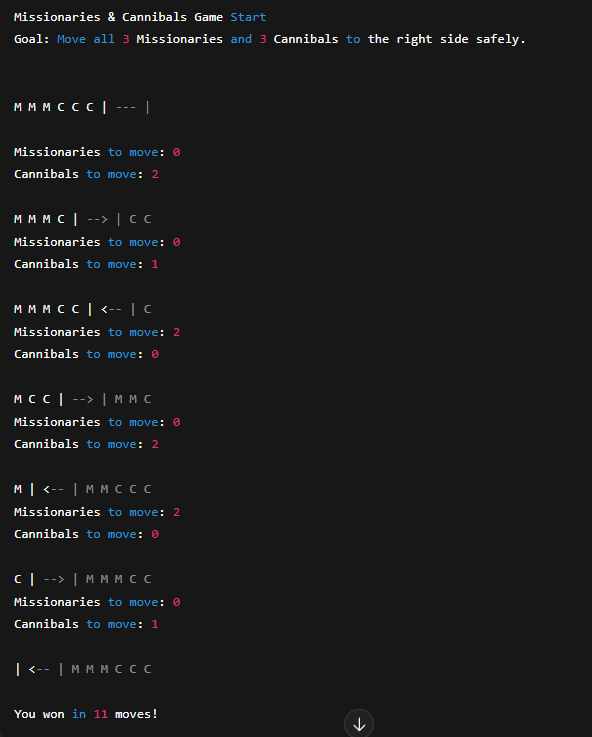 Missionaries & Cannibals Game Start
Goal: Move all 3 Missionaries and 3 Cannibals to the right side safely.
M M M C C C | --- |
Missionaries to move: 0
Cannibals to move: 2
M M M C | --> | C C
Missionaries to move: 0
Cannibals to move: 1
M M M C C | <-- | C
Missionaries to move: 2
Cannibals to move: 0
M C C | --> | M M C
Missionaries to move: 0
Cannibals to move: 2
M | <-- | M M C C C
Missionaries to move: 2
Cannibals to move: 0
C | --> | M M M C C
Missionaries to move: 0
Cannibals to move: 1
| <-- | M M M C C C
You won in 11 moves!